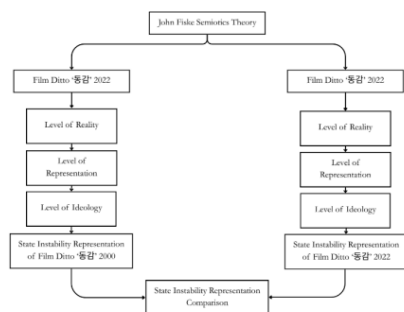 John Fiske Semiotics Theory
Film Ditto ‘동감’ 2022
Level of Reality
Level of
Representation
Level of Ideology
State Instability Representation
of Film Ditto ‘동감’ 2000
Film Ditto ‘동감’ 2022
Level of Reality
Level of
Representation
Level of Ideology
State Instability Representation
of Film Ditto ‘동감’ 2022
State Instability Representation
Comparison